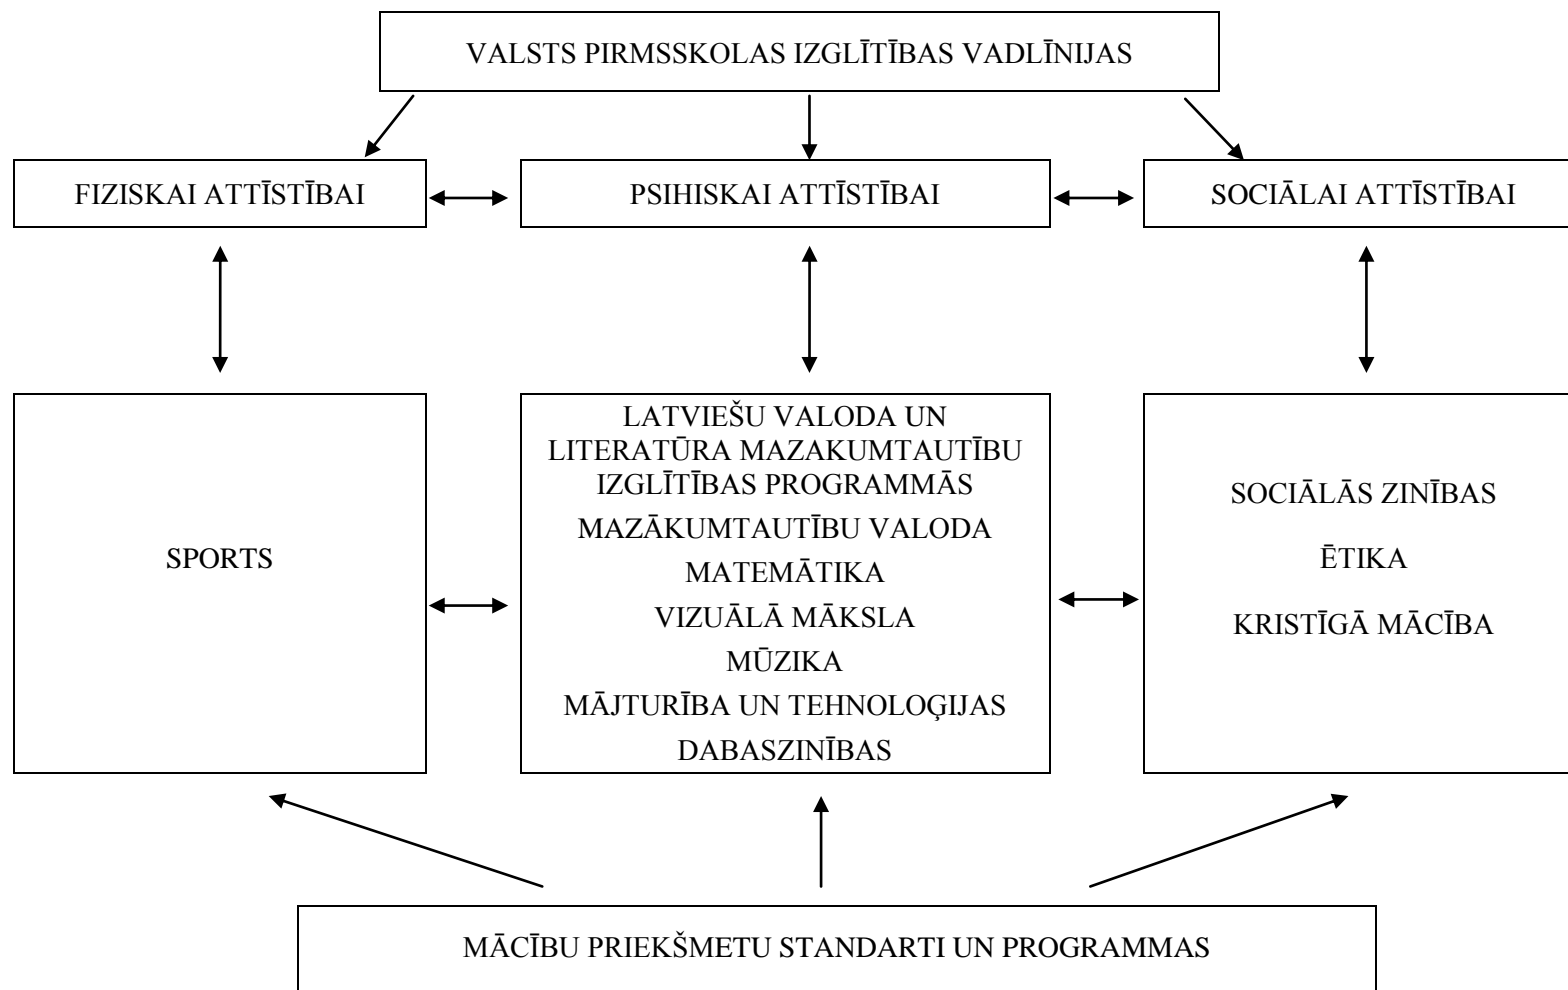 VALSTS PIRMSSKOLAS IZGLĪTĪBAS VADLĪNIJAS
FIZISKAI ATTĪSTĪBAI
PSIHISKAI ATTĪSTĪBAI
SOCIĀLAI ATTĪSTĪBAI
SPORTS
LATVIEŠU VALODA UN
LITERATŪRA MAZAKUMTAUTĪBU
IZGLĪTĪBAS PROGRAMMĀS
MAZĀKUMTAUTĪBU VALODA
MATEMĀTIKA
VIZUĀLĀ MĀKSLA
MŪZIKA
MĀJTURĪBA UN TEHNOLOĢIJAS
DABASZINĪBAS
SOCIĀLĀS ZINĪBAS
ĒTIKA
KRISTĪGĀ MĀCĪBA
MĀCĪBU PRIEKŠMETU STANDARTI UN PROGRAMMAS